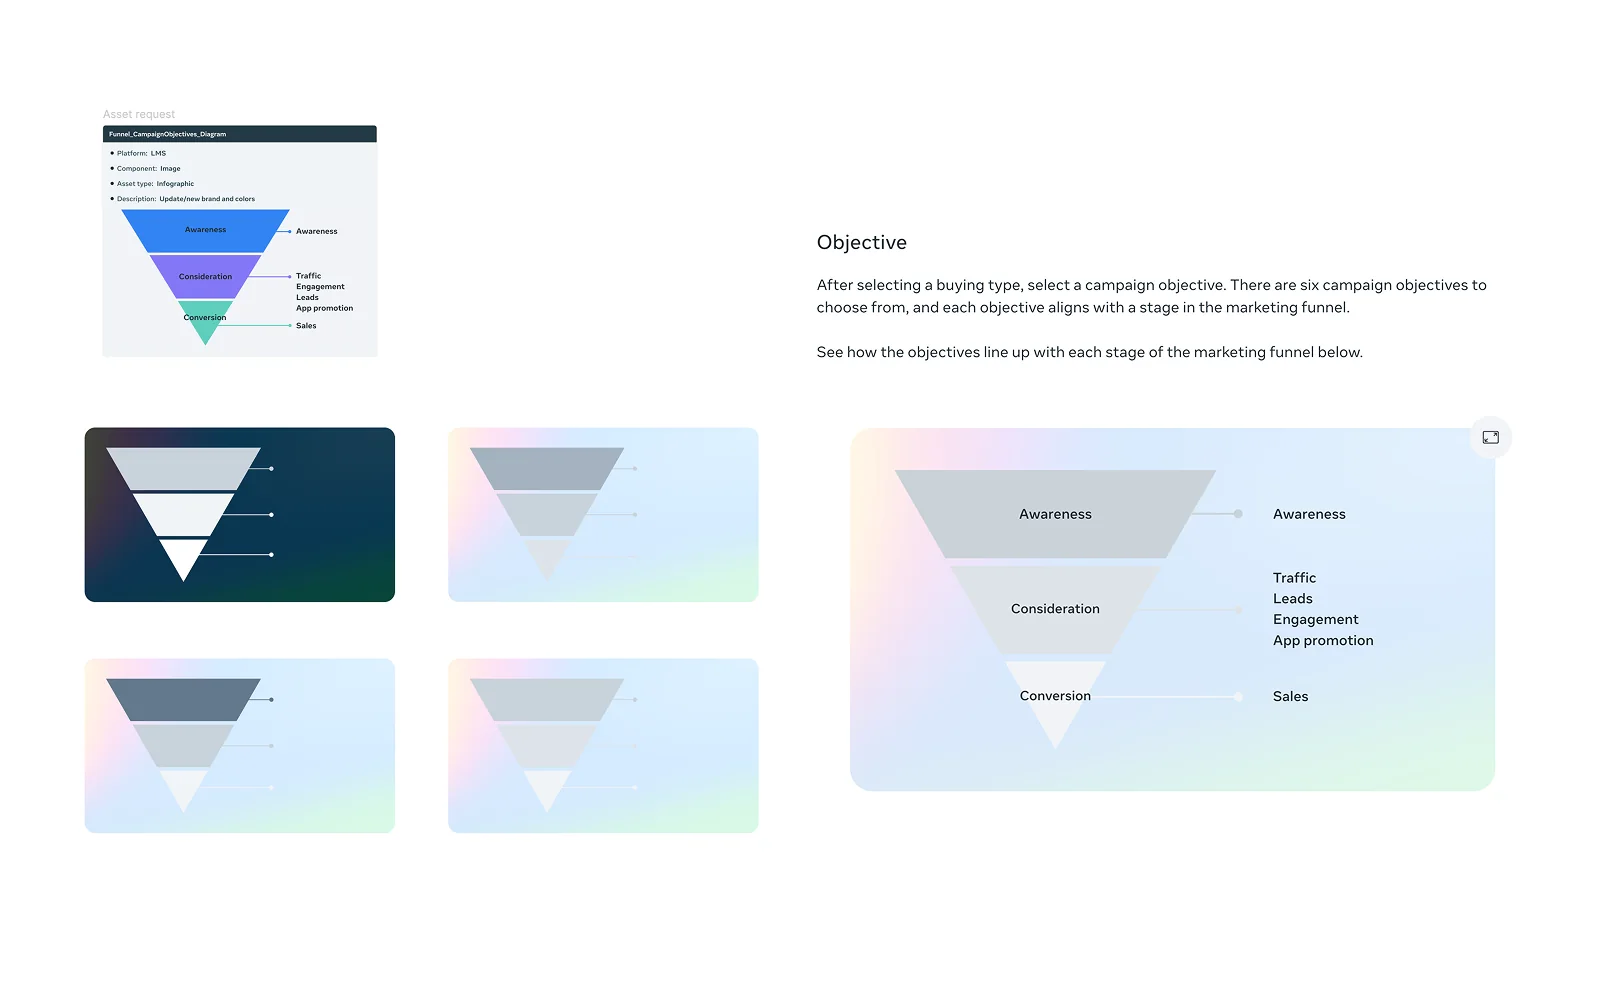 Asset request
Funnel_CampaignObjectives_Diagram
Platform: LMS
Component: Image
Asset type: Infographic
Description: Update/new brand and colors
Awareness
Awareness
Consideration
Traffic
Engagement
Leads
App promotion
Conversion
Sales
Objective
After selecting a buying type, select a campaign objective. There are six campaign objectives to
choose from, and each objective aligns with a stage in the marketing funnel.
See how the objectives line up with each stage of the marketing funnel below.
Awareness
Awareness
Consideration
Traffic
Leads
Engagement
App promotion
Conversion
Sales